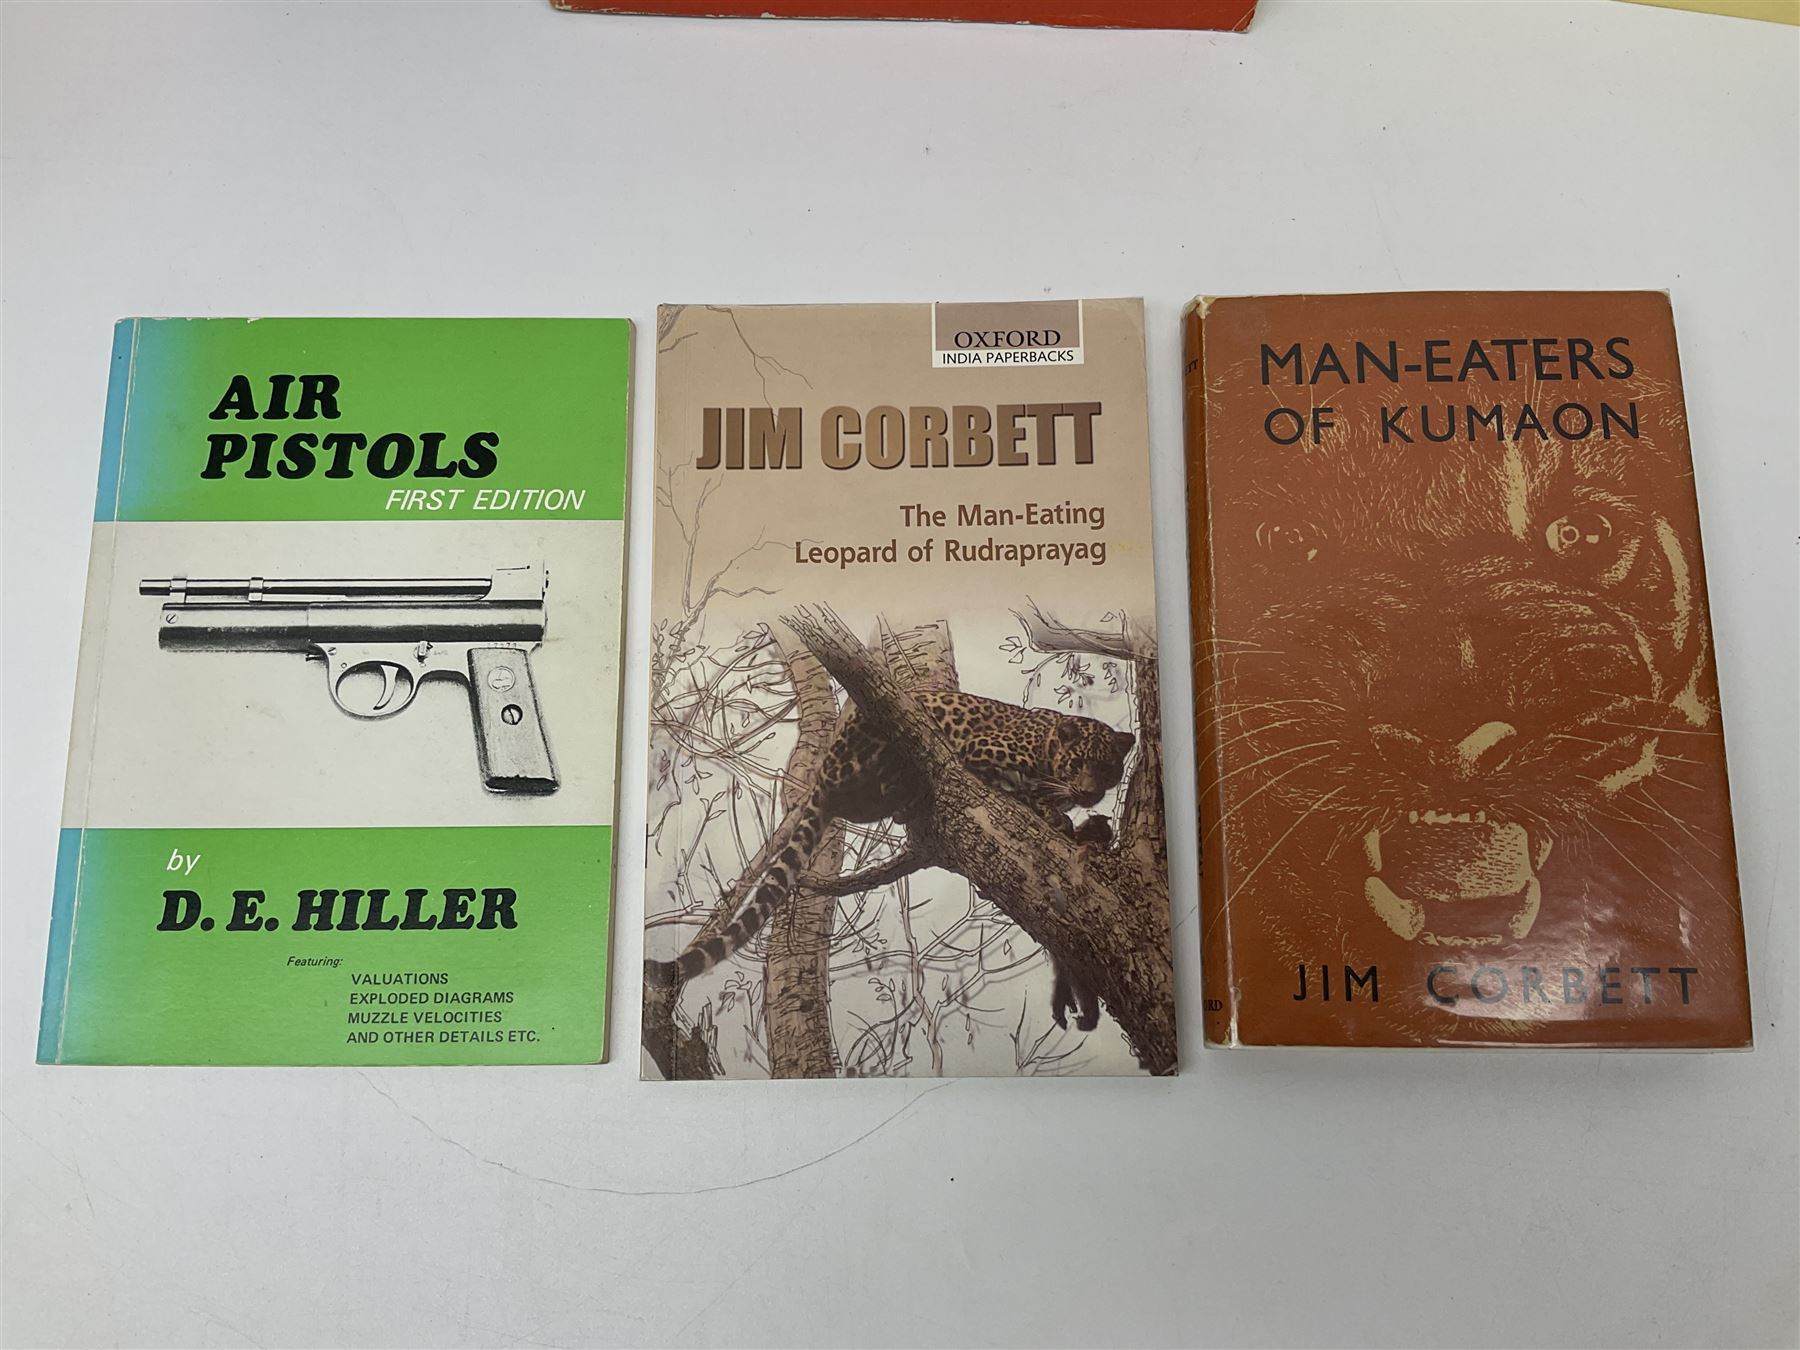 AIR
PISTOLS
FIRST EDITION
by
D. E. HILLER
Featuring:
VALUATIONS
EXPLODED DIAGRAMS
MUZZLE VELOCITIES
AND OTHER DETAILS ETC.
OXFORD
INDIA PAPERBACKS
JIM CORBETT
The Man-Eating
Leopard of Rudraprayag
MAN-EATERS
OF KUMAON
JIM CORBETT